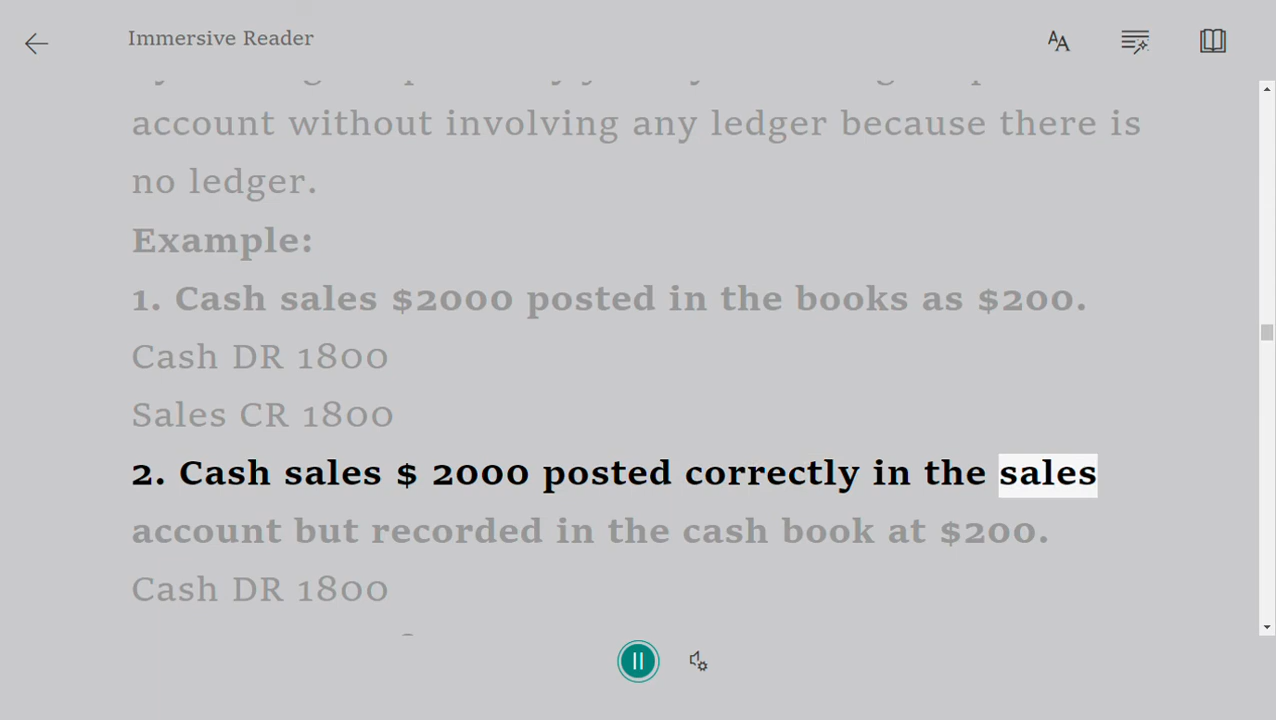 Immersive Reader
account without involving any ledger because there is
no ledger.
Example:
1. Cash sales $2000 posted in the books as $200.
Cash DR 1800
Sales CR 1800
2. Cash sales $ 2000 posted correctly in the sales
account but recorded in the cash book at $200.
Cash DR 1800